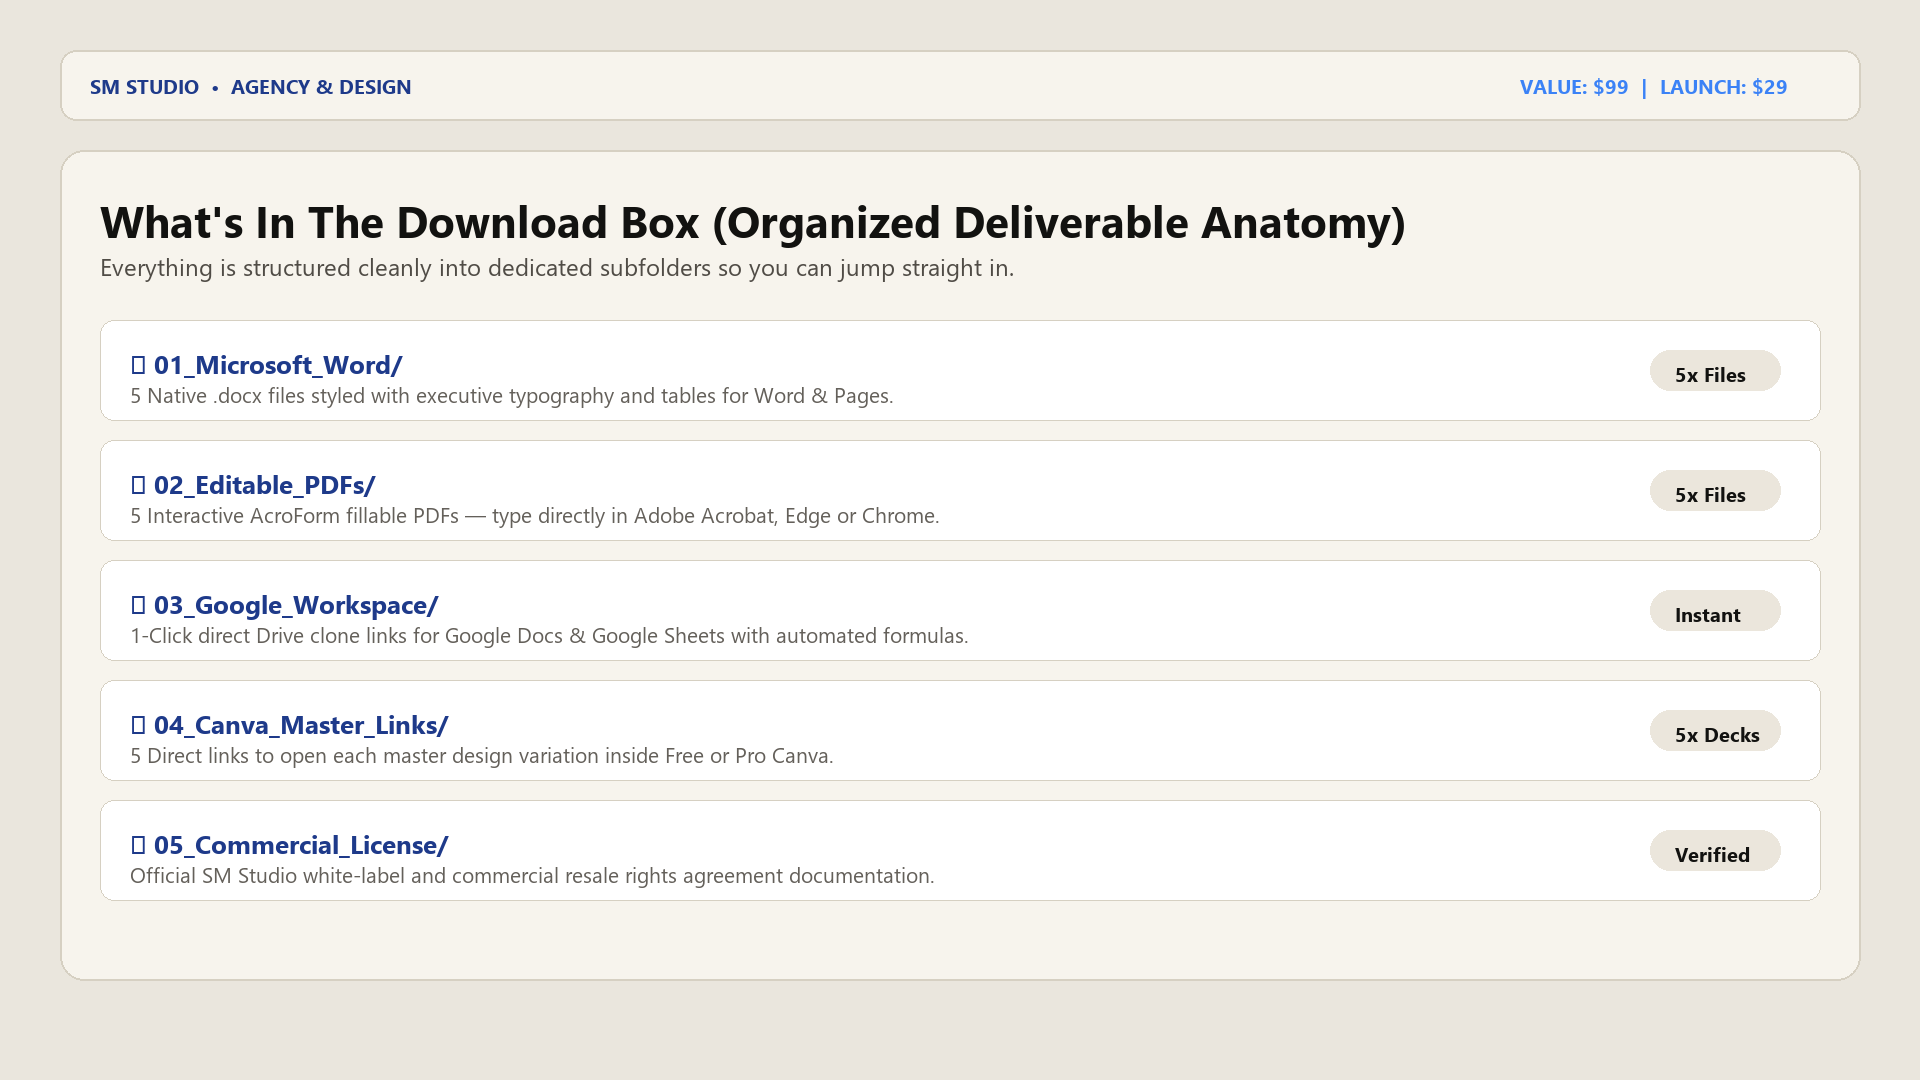 SM STUDIO • AGENCY & DESIGN
VALUE: $99 | LAUNCH: $29
What's In The Download Box (Organized Deliverable Anatomy)
Everything is structured cleanly into dedicated subfolders so you can jump straight in.
01_Microsoft_Word/
5x Files
5 Native .docx files styled with executive typography and tables for Word & Pages.
02_Editable_PDFs/
5x Files
5 Interactive AcroForm fillable PDFs — type directly in Adobe Acrobat, Edge or Chrome.
03_Google_Workspace/
Instant
1-Click direct Drive clone links for Google Docs & Google Sheets with automated formulas.
04_Canva_Master_Links/
5x Decks
5 Direct links to open each master design variation inside Free or Pro Canva.
05_Commercial_License/
Verified
Official SM Studio white-label and commercial resale rights agreement documentation.